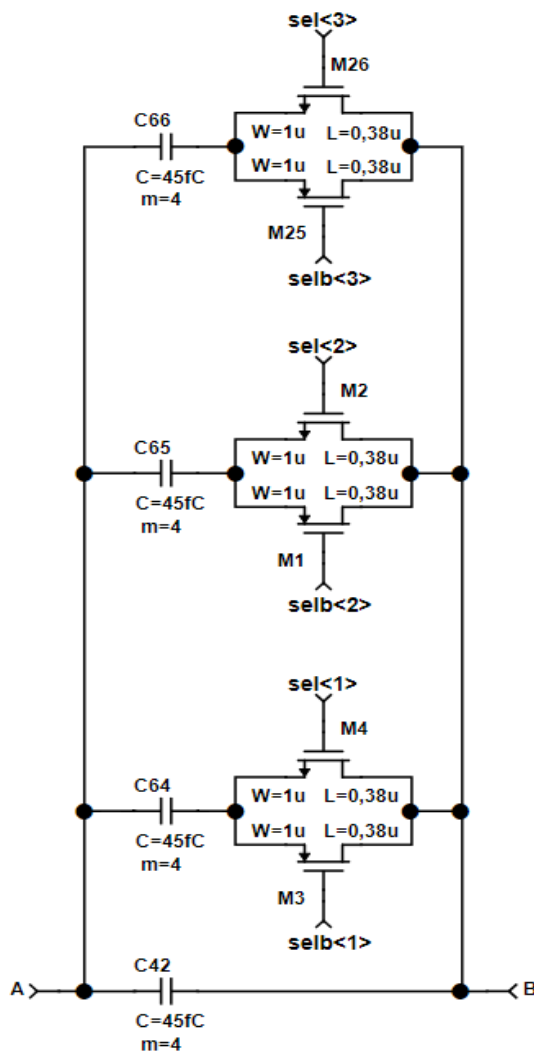 sel<3>
M26
C66
W=1u L=0,38u
W=1u L=0,38u
C=45fC
m=4
M25
selb<3>
sel<2>
M2
C65
W=1u L=0,38u
W=1u L=0,38u
C=45fC
m=4
M1
selb<2>
sel<1>
M4
C64
W=1u L=0,38u
W=1u L=0,38u
C=45fC
m=4
M3
selb<1>
C42
A
B
C=45fC
m=4